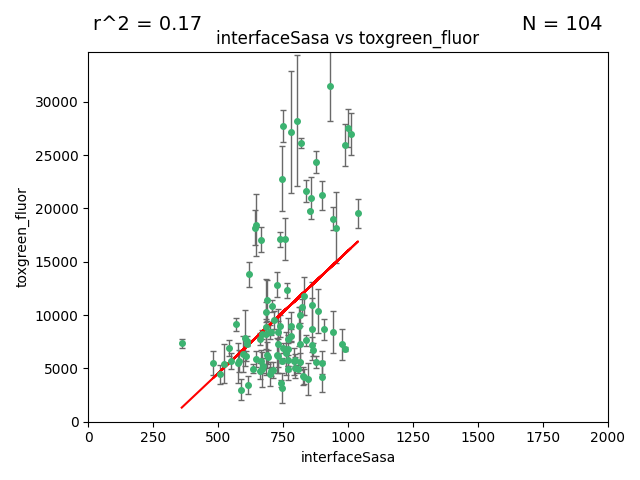 r^2 = 0.17
N = 104
interfaceSasa vs toxgreen_fluor
30000
25000
20000
15000
10000
5000
0
toxgreen_fluor
0 250 500 750 1000 1250 1500 1750 2000
interfaceSasa